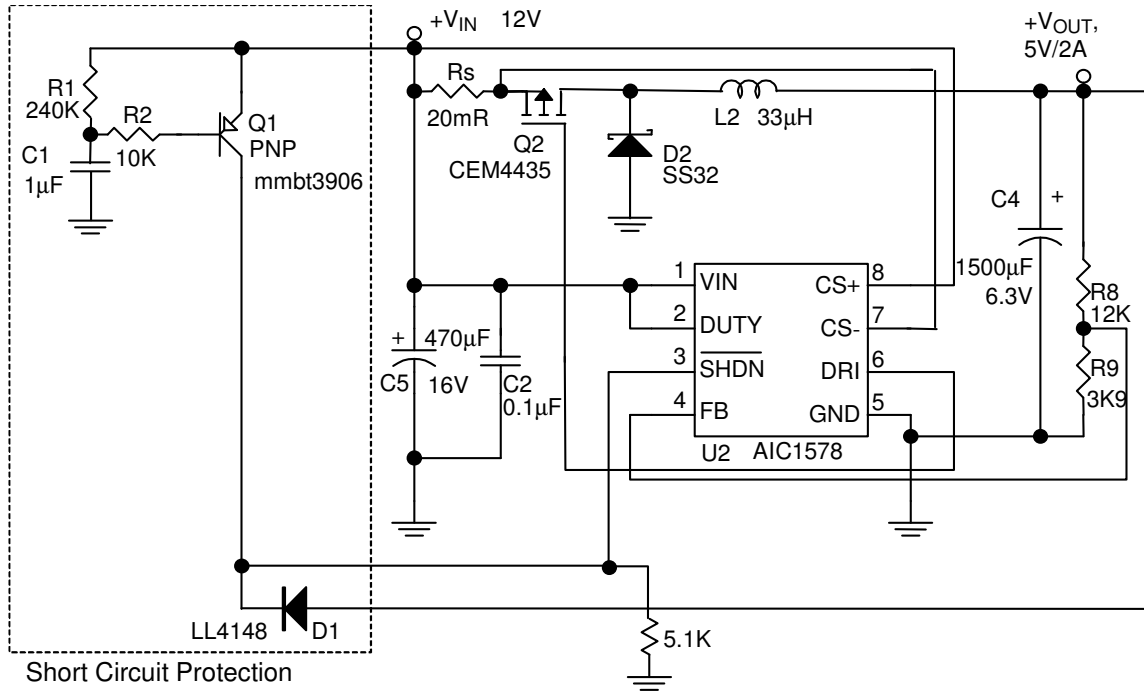 +VIN 12V
+VOUT,
5V/2A
R1
240K
R2
10K
C1
1µF
Q1
PNP
mmbt3906
Rs
20mR
Q2
CEM4435
L2 33µH
D2
SS32
C4 +
1500µF
6.3V
R8
12K
R9
3K9
1 VIN CS+ 8
2 DUTY CS- 7
3 SHDN DRI 6
4 FB GND 5
U2 AIC1578
+ 470µF
C5 16V
C2
0.1µF
LL4148 D1
5.1K
Short Circuit Protection